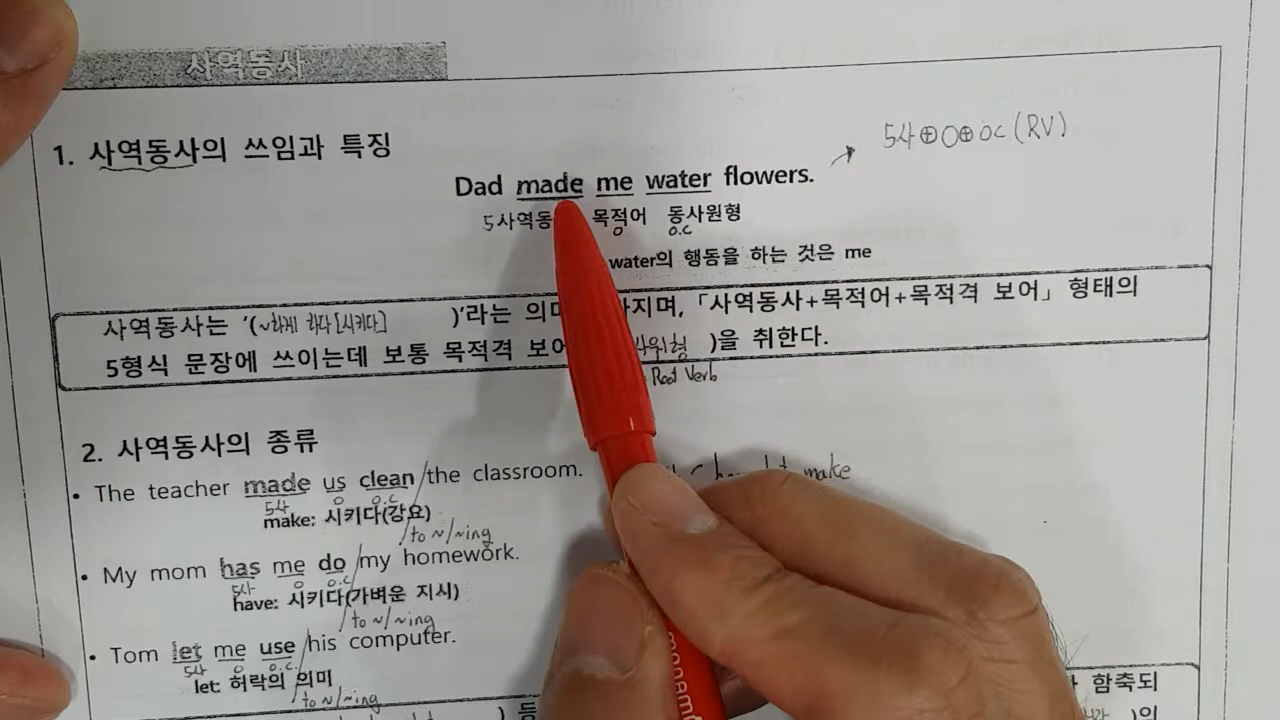 사역동사
1. 사역동사의 쓰임과 특징
5사⊕O⊕OC(RV)
Dad made me water flowers.
5사역동 목적어 동사원형
O O.C
water의 행동을 하는 것은 me
사역동사는 '(~하게 하다[시키다] )'라는 의미 가지며, 「사역동사+목적어+목적격 보어」 형태의
5형식 문장에 쓰이는데 보통 목적격 보어 사원형 )을 취한다.
Root Verb
2. 사역동사의 종류
• The teacher made us clean/the classroom. make
5사 O O.C
make: 시키다(강요)
/to ~/~ing
• My mom has me do/my homework.
5사 O O.C
have: 시키다(가벼운 지시)
/to ~/~ing
• Tom let me use/his computer.
5사 O O.C.
let: 허락의 의미
to ~/~ing
함축되
) 등 )의
monami